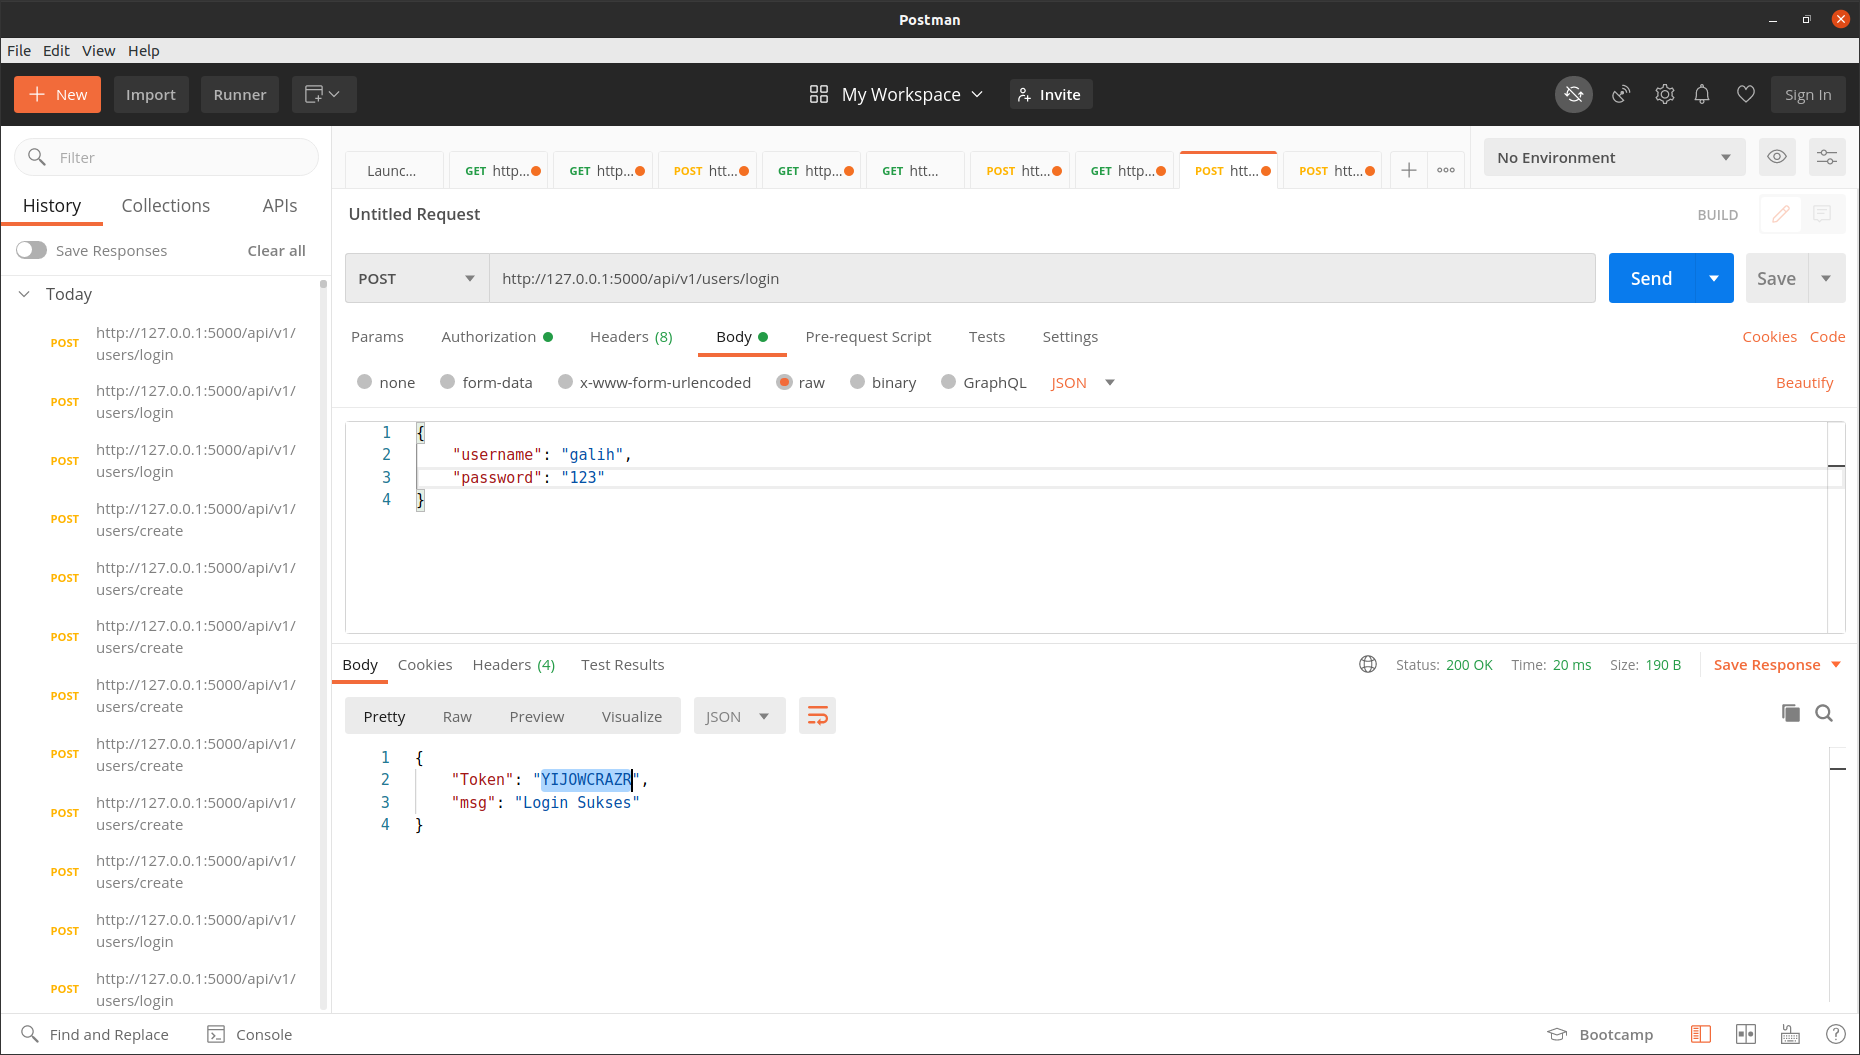 Postman
File Edit View Help
New Import Runner My Workspace Invite Sign In
Filter
Launc... GET http... GET http... POST htt... GET http... GET htt... POST htt... GET http... POST htt... POST htt... No Environment
History Collections APIs
Untitled Request BUILD
Save Responses Clear all
POST http://127.0.0.1:5000/api/v1/users/login Send Save
Today
Params Authorization Headers (8) Body Pre-request Script Tests Settings Cookies Code
none form-data x-www-form-urlencoded raw binary GraphQL JSON Beautify
1 {
2 "username": "galih",
3 "password": "123"
4 }
POST http://127.0.0.1:5000/api/v1/
users/login
POST http://127.0.0.1:5000/api/v1/
users/login
POST http://127.0.0.1:5000/api/v1/
users/login
POST http://127.0.0.1:5000/api/v1/
users/create
POST http://127.0.0.1:5000/api/v1/
users/create
POST http://127.0.0.1:5000/api/v1/
users/create
POST http://127.0.0.1:5000/api/v1/
users/create
POST http://127.0.0.1:5000/api/v1/
users/create
POST http://127.0.0.1:5000/api/v1/
users/create
POST http://127.0.0.1:5000/api/v1/
users/create
POST http://127.0.0.1:5000/api/v1/
users/login
POST http://127.0.0.1:5000/api/v1/
users/login
Body Cookies Headers (4) Test Results Status: 200 OK Time: 20 ms Size: 190 B Save Response
Pretty Raw Preview Visualize JSON
1 {
2 "Token": "YIJOWCRAZR",
3 "msg": "Login Sukses"
4 }
Find and Replace Console Bootcamp